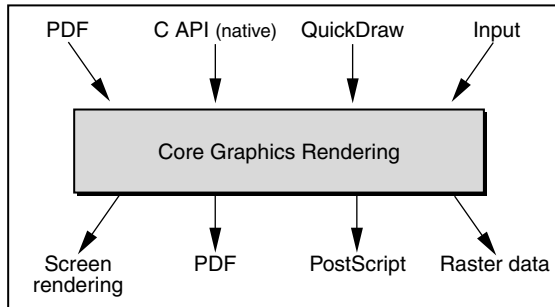 PDF
C API (native)
QuickDraw
Input
Core Graphics Rendering
Screen
rendering
PDF
PostScript
Raster data